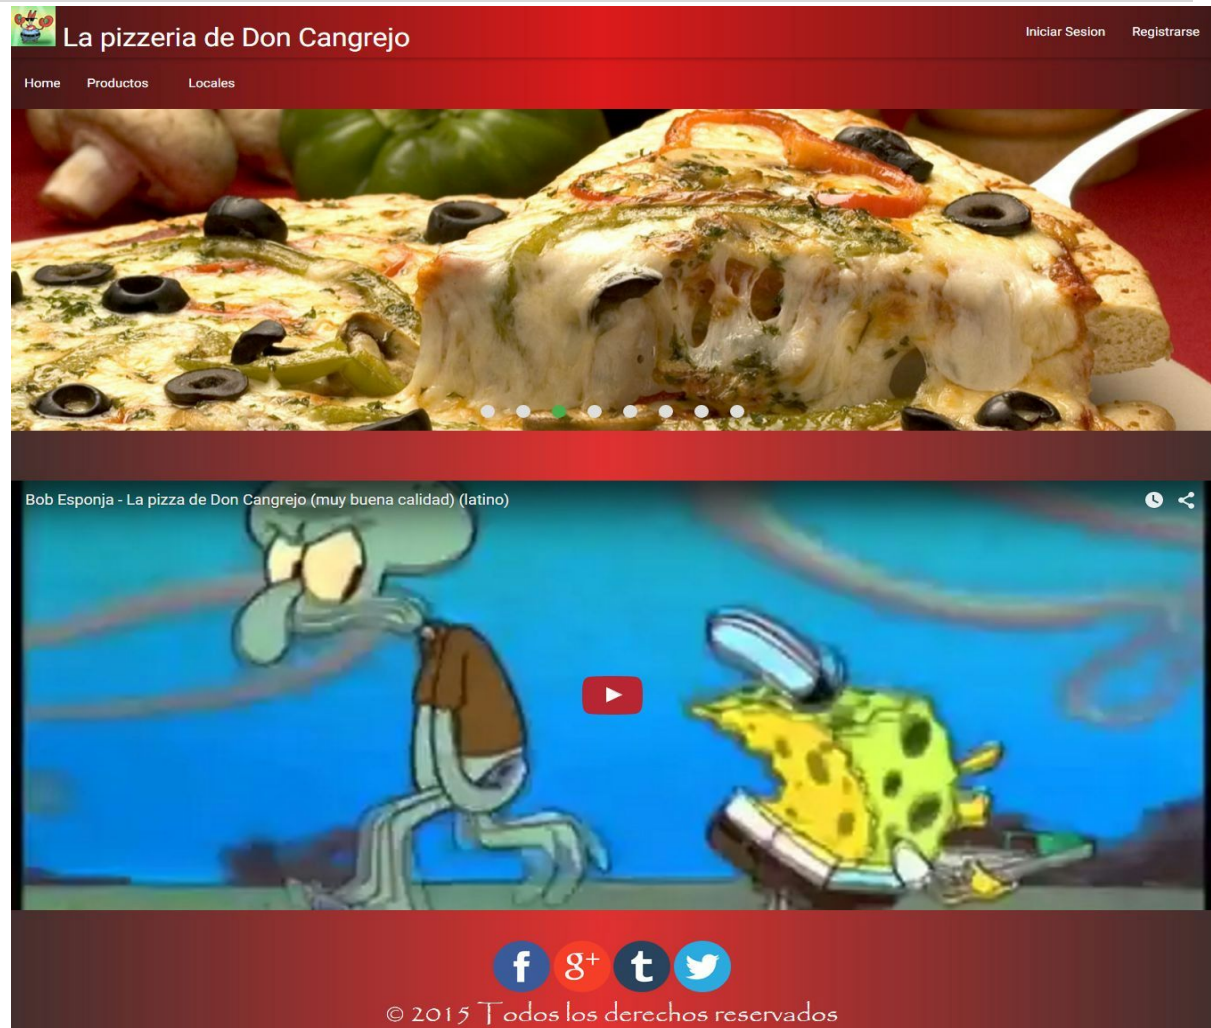 La pizzeria de Don Cangrejo
Iniciar Sesion Registrarse
Home Productos Locales
Bob Esponja - La pizza de Don Cangrejo (muy buena calidad) (latino)
f g+ t
© 2015 Todos los derechos reservados